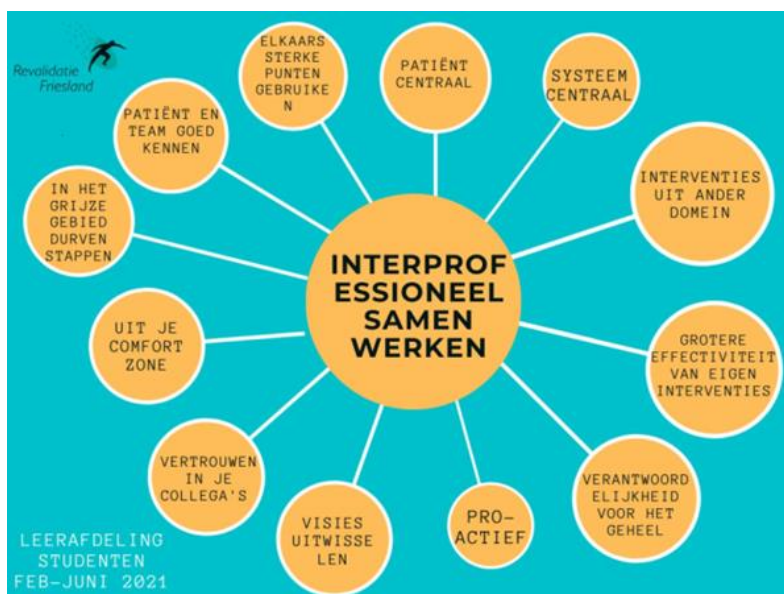 Revalidatie
Friesland
ELKAARS
STERKE
PUNTEN
GEBRUIKE
N
PATIËNT
CENTRAAL
SYSTEEM
CENTRAAL
PATIËNT EN
TEAM GOED
KENNEN
INTERVENTIES
UIT ANDER
DOMEIN
IN HET
GRIJZE
GEBIED
DURVEN
STAPPEN
INTERPROF
ESSIONEEL
SAMEN
WERKEN
UIT JE
COMFORT
ZONE
GROTERE
EFFECTIVITEIT
VAN EIGEN
INTERVENTIES
VERTROUWEN
IN JE
COLLEGA'S
VISIES
UITWISSE
LEN
PRO-
ACTIEF
VERANTWOORD
ELIJKHEID
VOOR HET
GEHEEL
LEERAFDELING
STUDENTEN
FEB-JUNI 2021